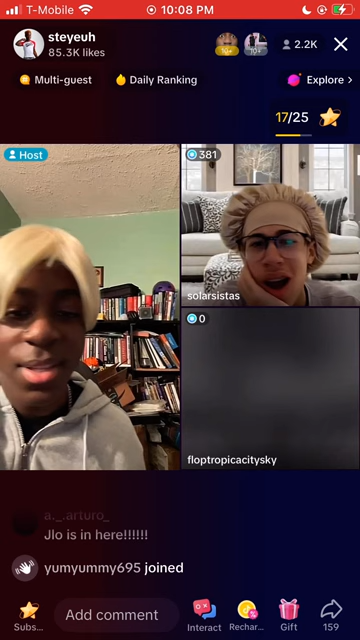 T-Mobile 10:08 PM
steyeuh
85.3K likes
2.2K
Multi-guest
Daily Ranking
Explore >
17/25
Host
381
solarsistas
0
floptropicacitysky
a._.arturo_
Jlo is in here!!!!!!
yumyummy695 joined
Subs...
Add comment
Interact
Rechar...
Gift
159